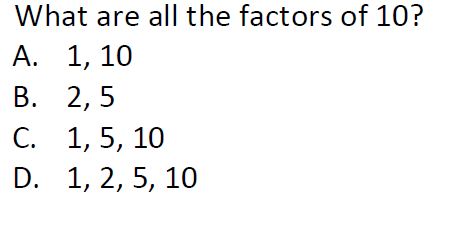 What are all the factors of 10?
A. 1, 10
B. 2, 5
C. 1, 5, 10
D. 1, 2, 5, 10